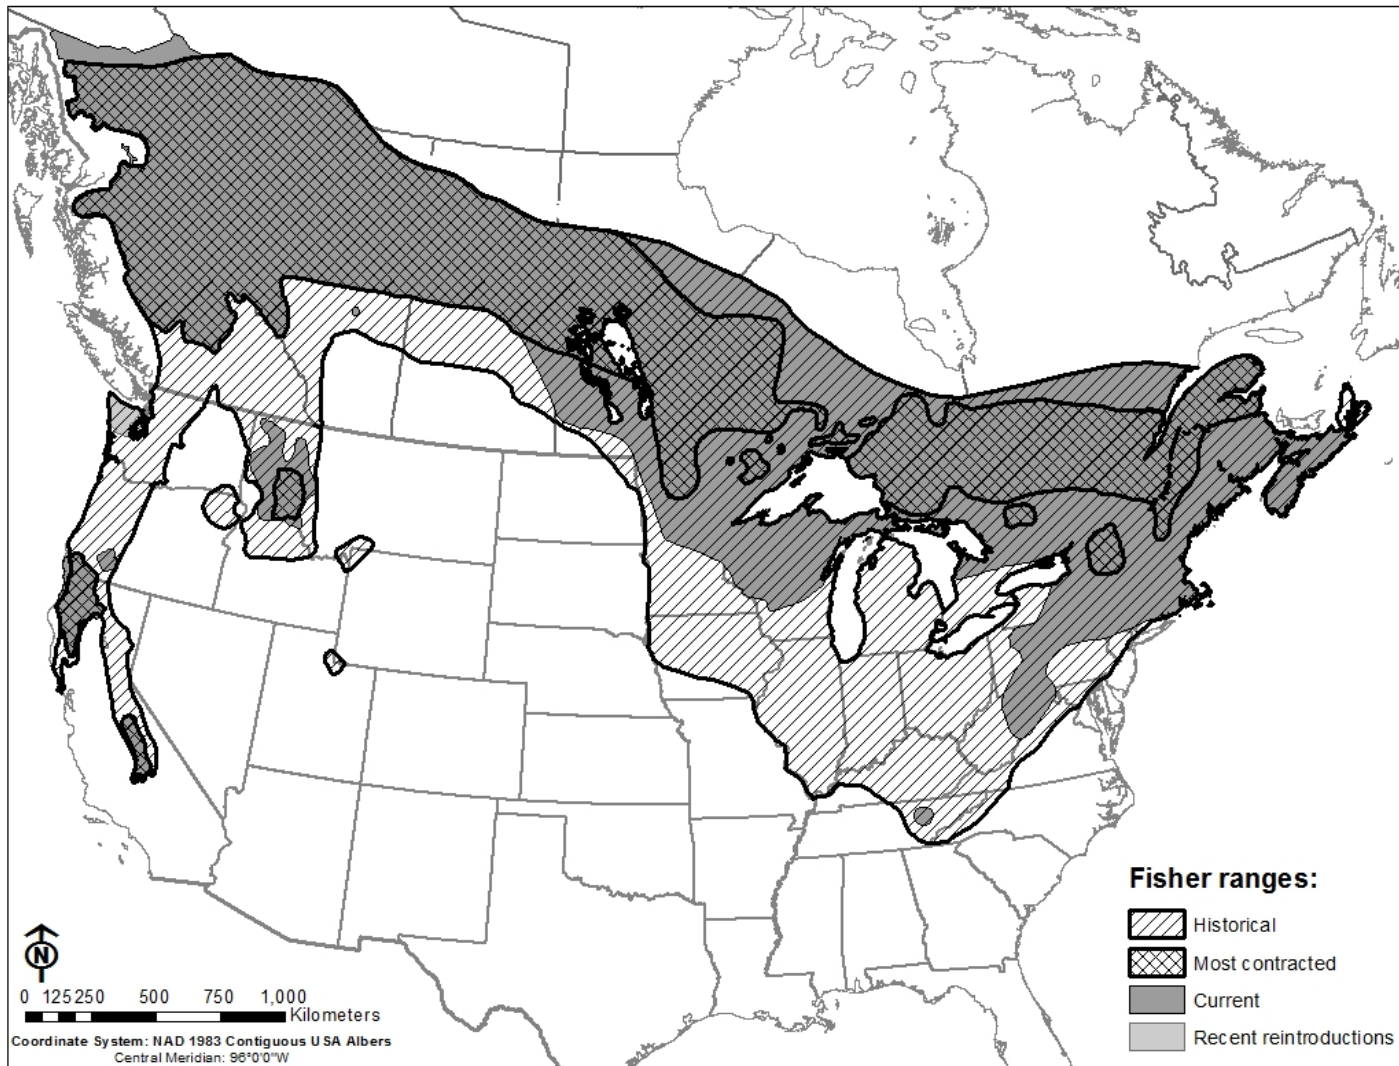 Fisher ranges:
Historical
Most contracted
Current
Recent reintroductions
N
0 125 250 500 750 1,000
Kilometers
Coordinate System: NAD 1983 Contiguous USA Albers
Central Meridian: 96°0'0"W